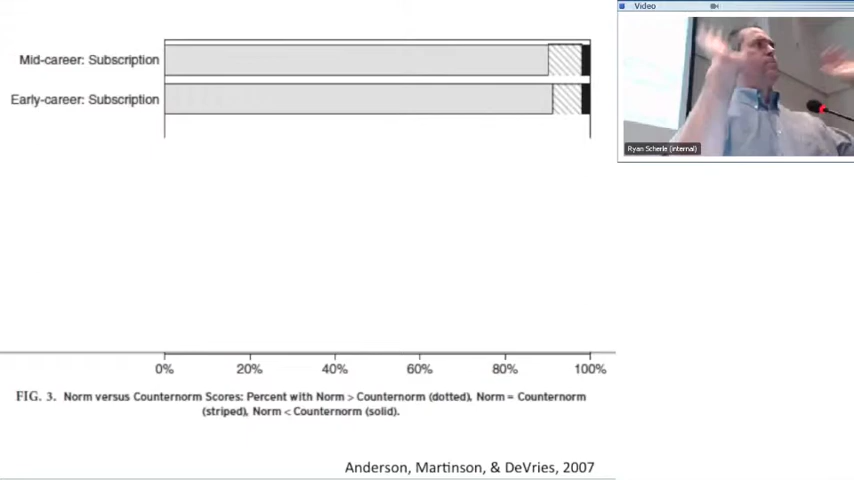 Video
Mid-career: Subscription
Early-career: Subscription
Ryan Scherle (internal)
0% 20% 40% 60% 80% 100%
FIG. 3. Norm versus Counternorm Scores: Percent with Norm > Counternorm (dotted), Norm = Counternorm
(striped), Norm < Counternorm (solid).
Anderson, Martinson, & DeVries, 2007